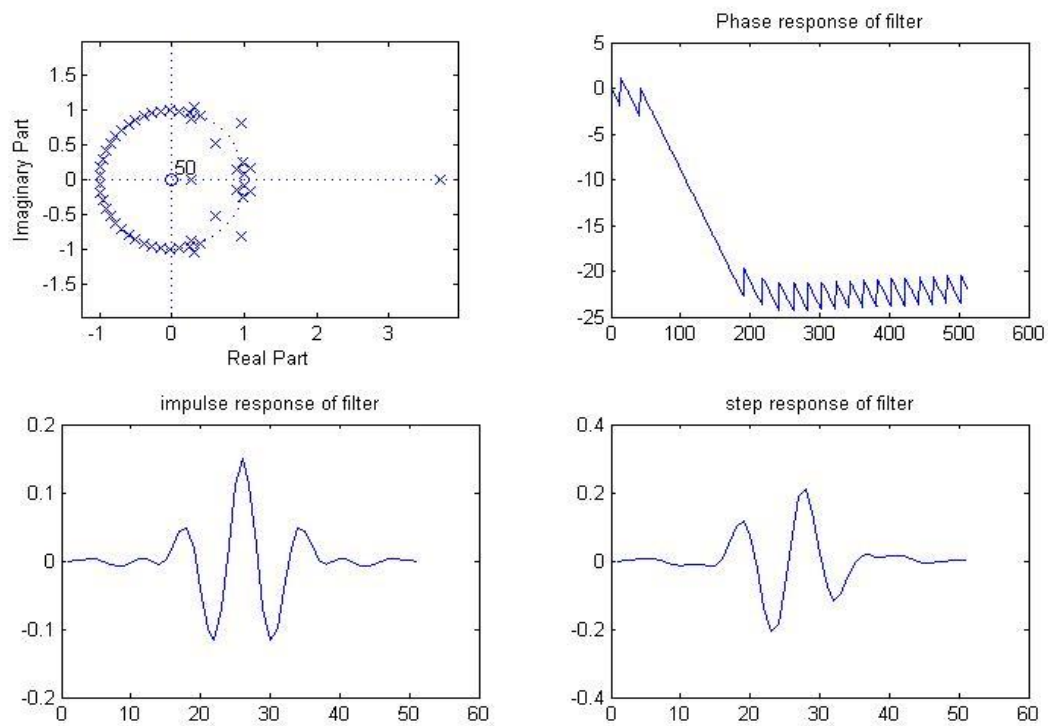 Phase response of filter
1.5
1
0.5
0
-0.5
-1
-1.5
Imaginary Part
50
-1 0 1 2 3
Real Part
5
0
-5
-10
-15
-20
-25
0 100 200 300 400 500 600
impulse response of filter
0.2
0.1
0
-0.1
-0.2
0 10 20 30 40 50 60
step response of filter
0.4
0.2
0
-0.2
-0.4
0 10 20 30 40 50 60